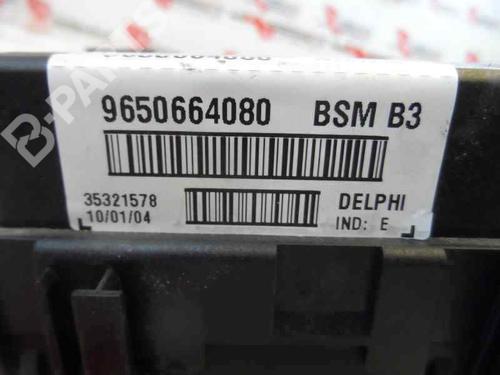 9650664080 BSM B3
35321578 DELPHI
10/01/04 IND: E
B-PARTS